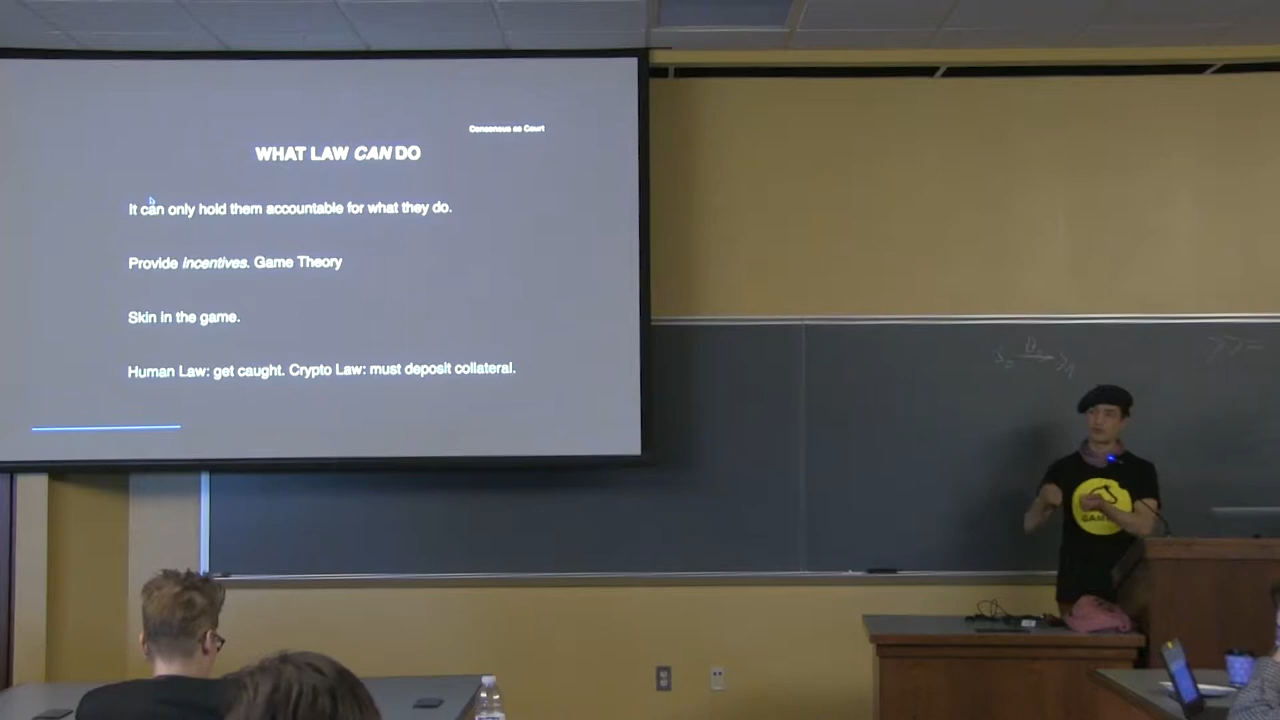 Consensus as Court
WHAT LAW CAN DO
It can only hold them accountable for what they do.
Provide incentives. Game Theory
Skin in the game.
Human Law: get caught. Crypto Law: must deposit collateral.